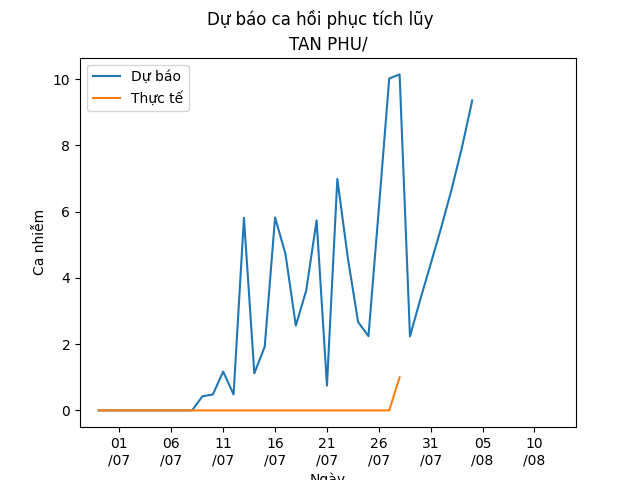 Dự báo ca hồi phục tích lũy
TAN PHU/
Dự báo
Thực tế
Ca nhiễm
10
8
6
4
2
0
01 06 11 16 21 26 31 05 10
/07 /07 /07 /07 /07 /07 /07 /08 /08
Ngày